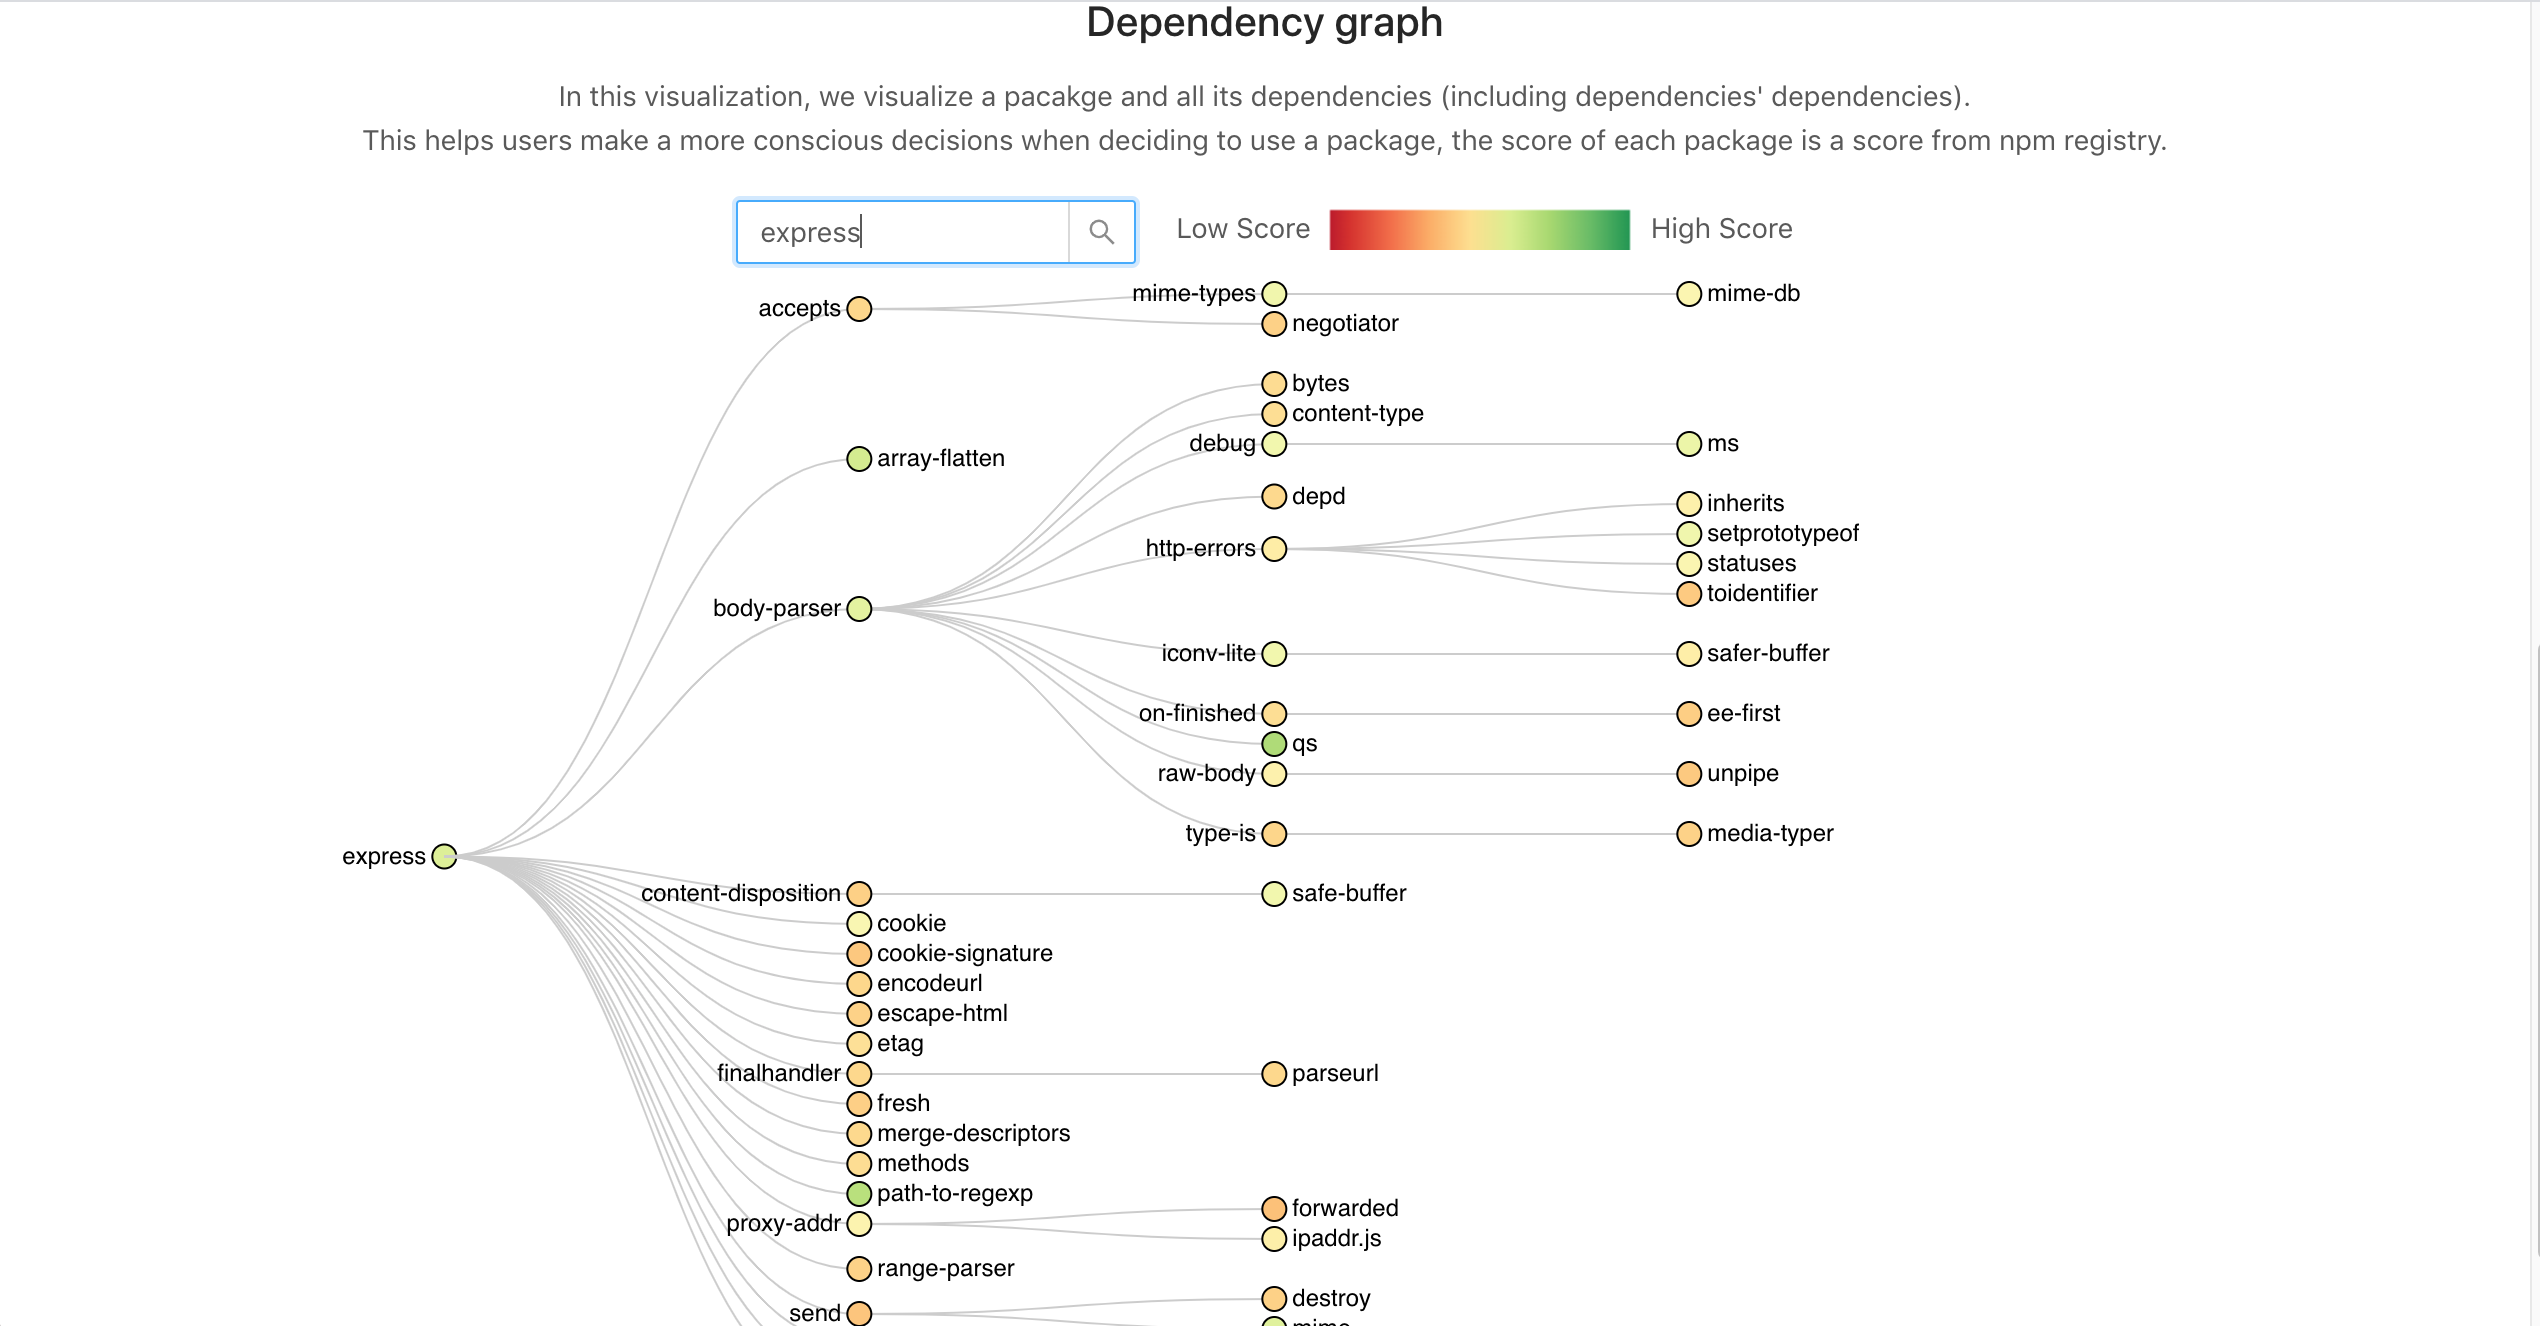 Dependency graph
In this visualization, we visualize a pacakge and all its dependencies (including dependencies' dependencies).
This helps users make a more conscious decisions when deciding to use a package, the score of each package is a score from npm registry.
express
Low Score
High Score
mime-types
mime-db
accepts
negotiator
bytes
content-type
debug
ms
array-flatten
depd
inherits
setprototypeof
http-errors
statuses
toidentifier
body-parser
iconv-lite
safer-buffer
on-finished
ee-first
qs
raw-body
unpipe
type-is
media-typer
express
content-disposition
safe-buffer
cookie
cookie-signature
encodeurl
escape-html
etag
finalhandler
parseurl
fresh
merge-descriptors
methods
path-to-regexp
forwarded
proxy-addr
ipaddr.js
range-parser
destroy
send